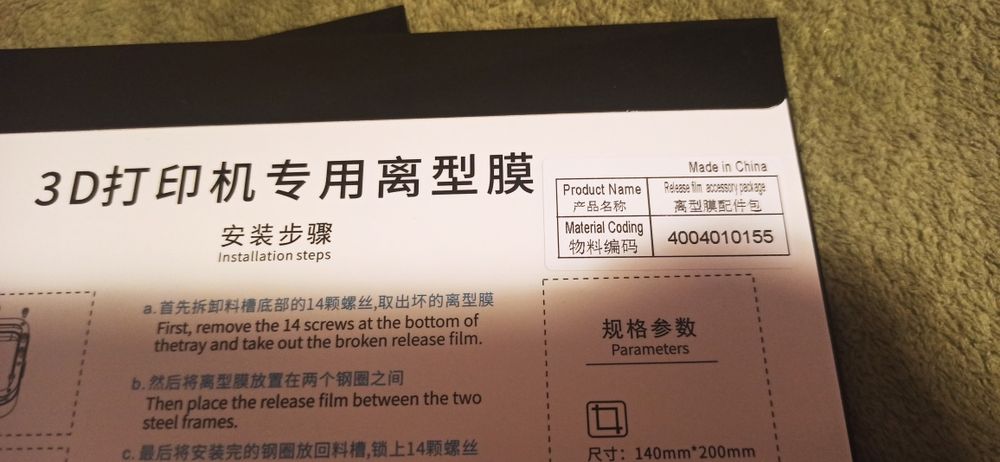 3D打印机专用离型膜
安装步骤
Installation steps
Made in China
Product Name
产品名称
Release film accessory package
离型膜配件包
Material Coding
物料编码
4004010155
a.首先拆卸料槽底部的14颗螺丝,取出坏的离型膜
First, remove the 14 screws at the bottom of
thetray and take out the broken release film.
b.然后将离型膜放置在两个钢圈之间
Then place the release film between the two
steel frames.
c.最后将安装完的钢圈放回料槽,锁上14颗螺丝
规格参数
Parameters
尺寸：140mm*200mm